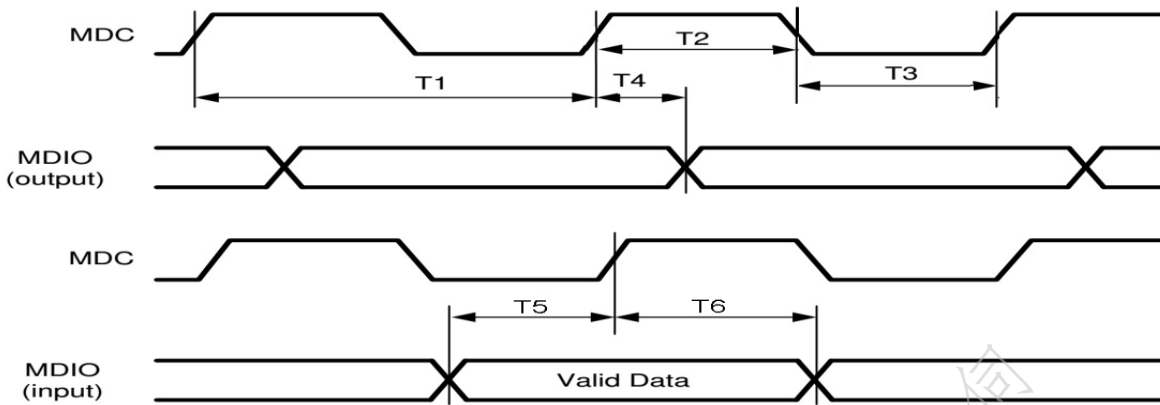 MDC
T1
T2
T3
T4
MDIO
(output)
MDC
T5
T6
MDIO
(input)
Valid Data